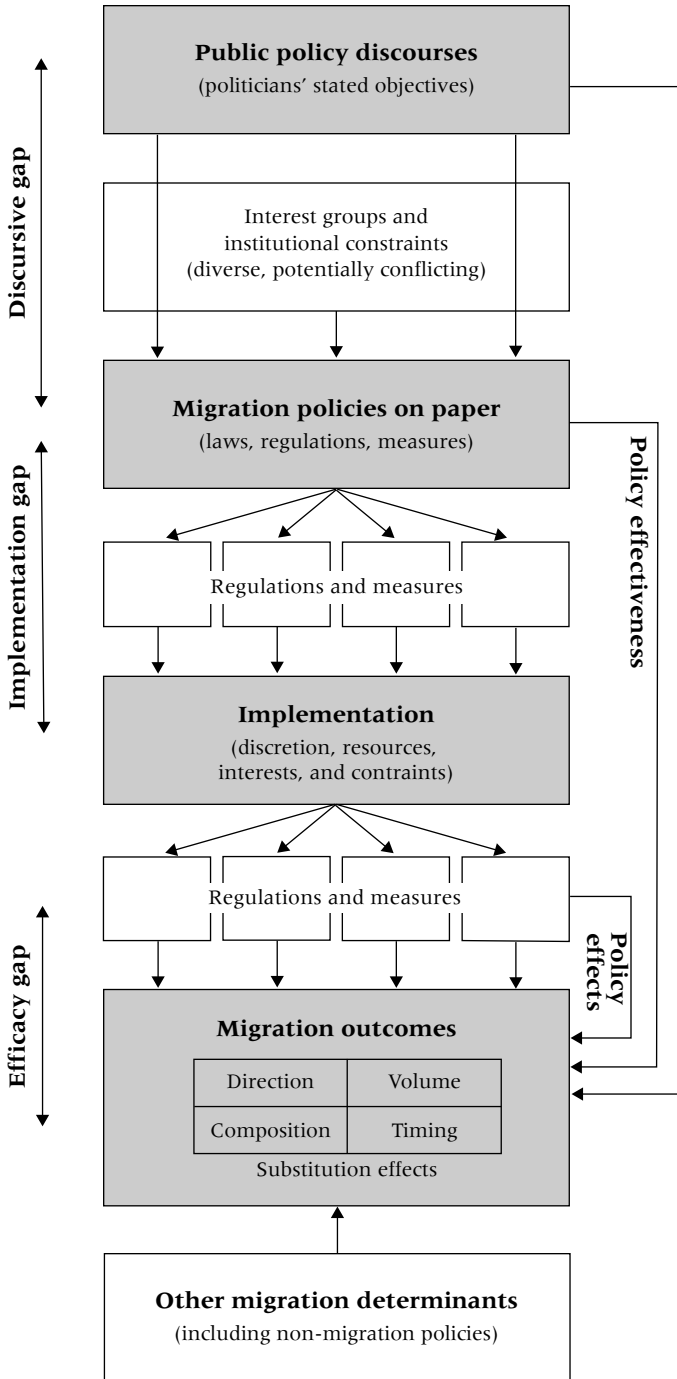 Public policy discourses
(politicians’ stated objectives)
Discursive gap
Interest groups and
institutional constraints
(diverse, potentially conflicting)
Migration policies on paper
(laws, regulations, measures)
Implementation gap
Policy effectiveness
Regulations and measures
Implementation
(discretion, resources,
interests, and contraints)
Regulations and measures
Policy
effects
Efficacy gap
Migration outcomes
Direction
Volume
Composition
Timing
Substitution effects
Other migration determinants
(including non-migration policies)